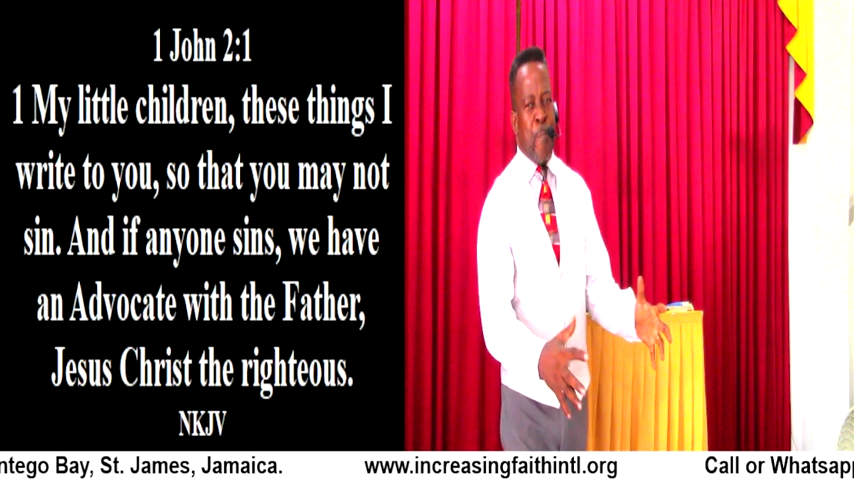 1 John 2:1
1 My little children, these things I
write to you, so that you may not
sin. And if anyone sins, we have
an Advocate with the Father,
Jesus Christ the righteous.
NKJV
ntego Bay, St. James, Jamaica. www.increasingfaithintl.org Call or Whatsapp